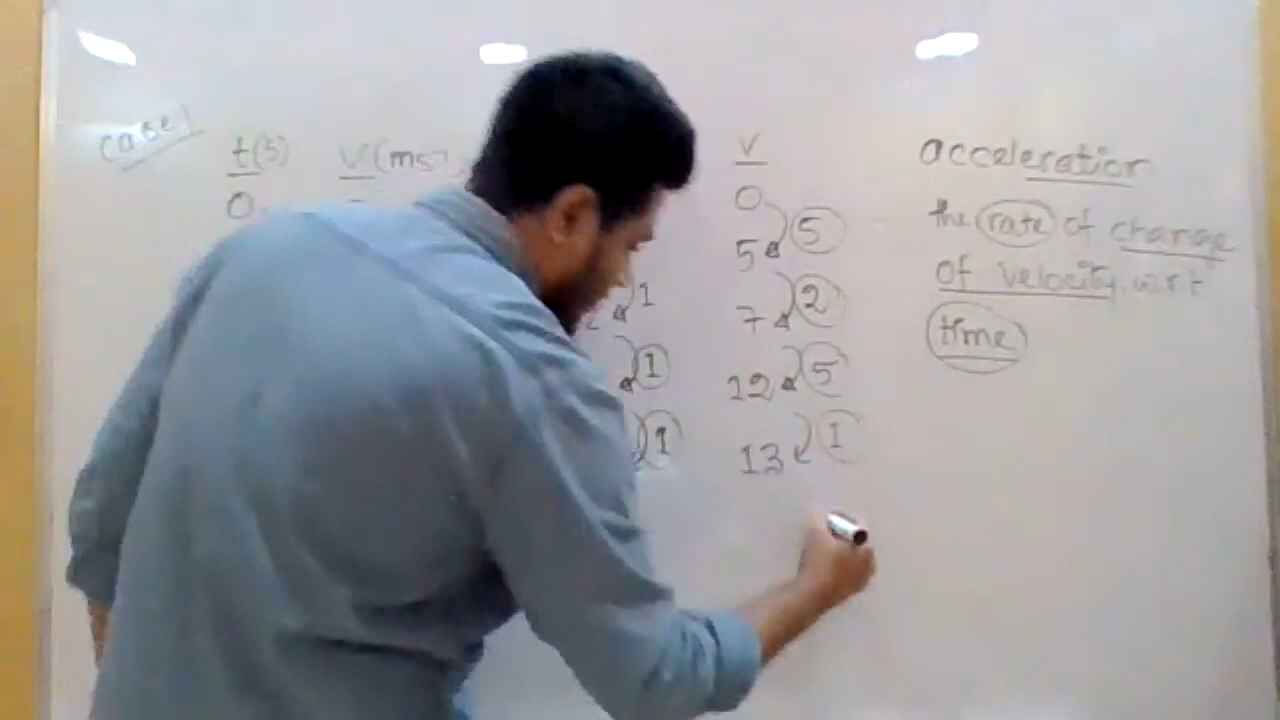 case 1
t(s) v(ms-1
0
2 1
1
1
v
0
5 5
7 2
12 5
13 1
acceleration
the rate of change
of velocity, w.r.t
time